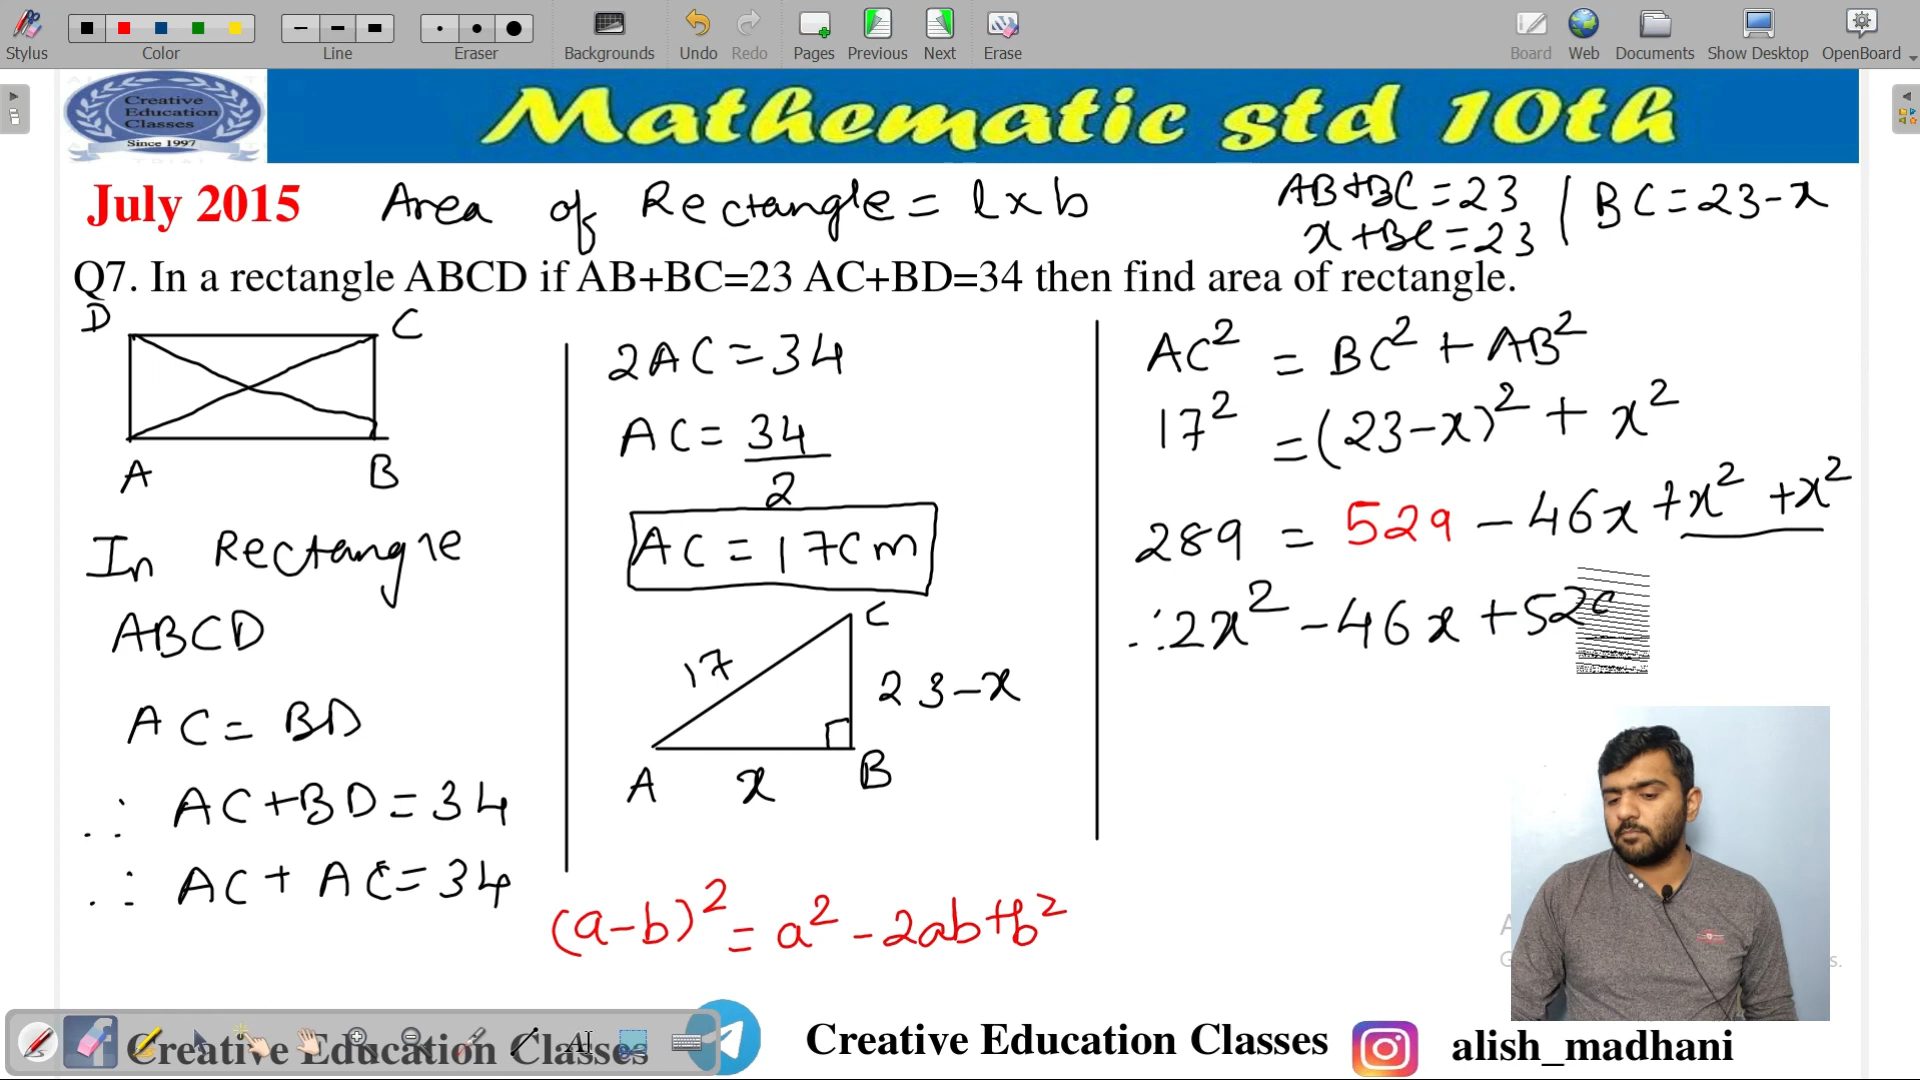 Stylus
Color
Line
Eraser
Backgrounds
Undo
Redo
Pages
Previous
Next
Erase
Board
Web
Documents
Show Desktop
OpenBoard
Creative
Education
Classes
Since 1997
Mathematic std 10th
July 2015
Area of Rectangle = l x b
AB+BC=23
x+BC=23
BC=23-x
Q7. In a rectangle ABCD if AB+BC=23 AC+BD=34 then find area of rectangle.
D
C
A
B
In Rectangle
ABCD
AC = BD
∴ AC+BD=34
∴ AC+ AC=34
2AC=34
AC = 34/2
AC = 17cm
C
17
23-x
A
x
B
AC² = BC² + AB²
17² = (23-x)² + x²
289 = 529 - 46x + x² + x²
∴ 2x² - 46x + 52
(a-b)² = a² - 2ab+b²
Creative Education Classes
Creative Education Classes
alish_madhani